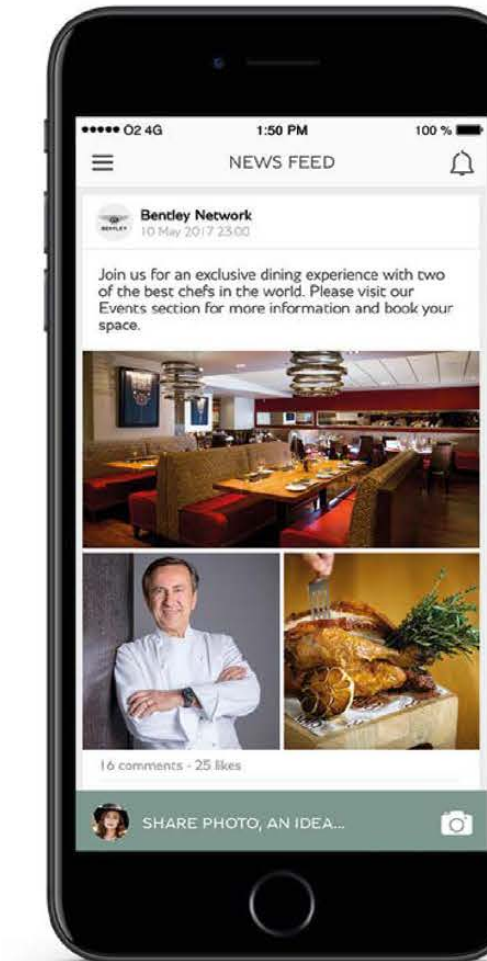 O2 4G 1:50 PM 100 %
NEWS FEED
BENTLEY
Bentley Network
10 May 2017 23:00
Join us for an exclusive dining experience with two
of the best chefs in the world. Please visit our
Events section for more information and book your
space.
16 comments - 25 likes
SHARE PHOTO, AN IDEA...